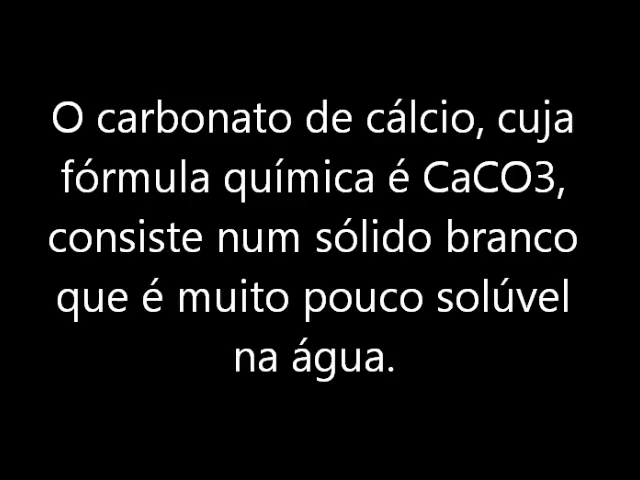 O carbonato de cálcio, cuja
fórmula química é CaCO3,
consiste num sólido branco
que é muito pouco solúvel
na água.